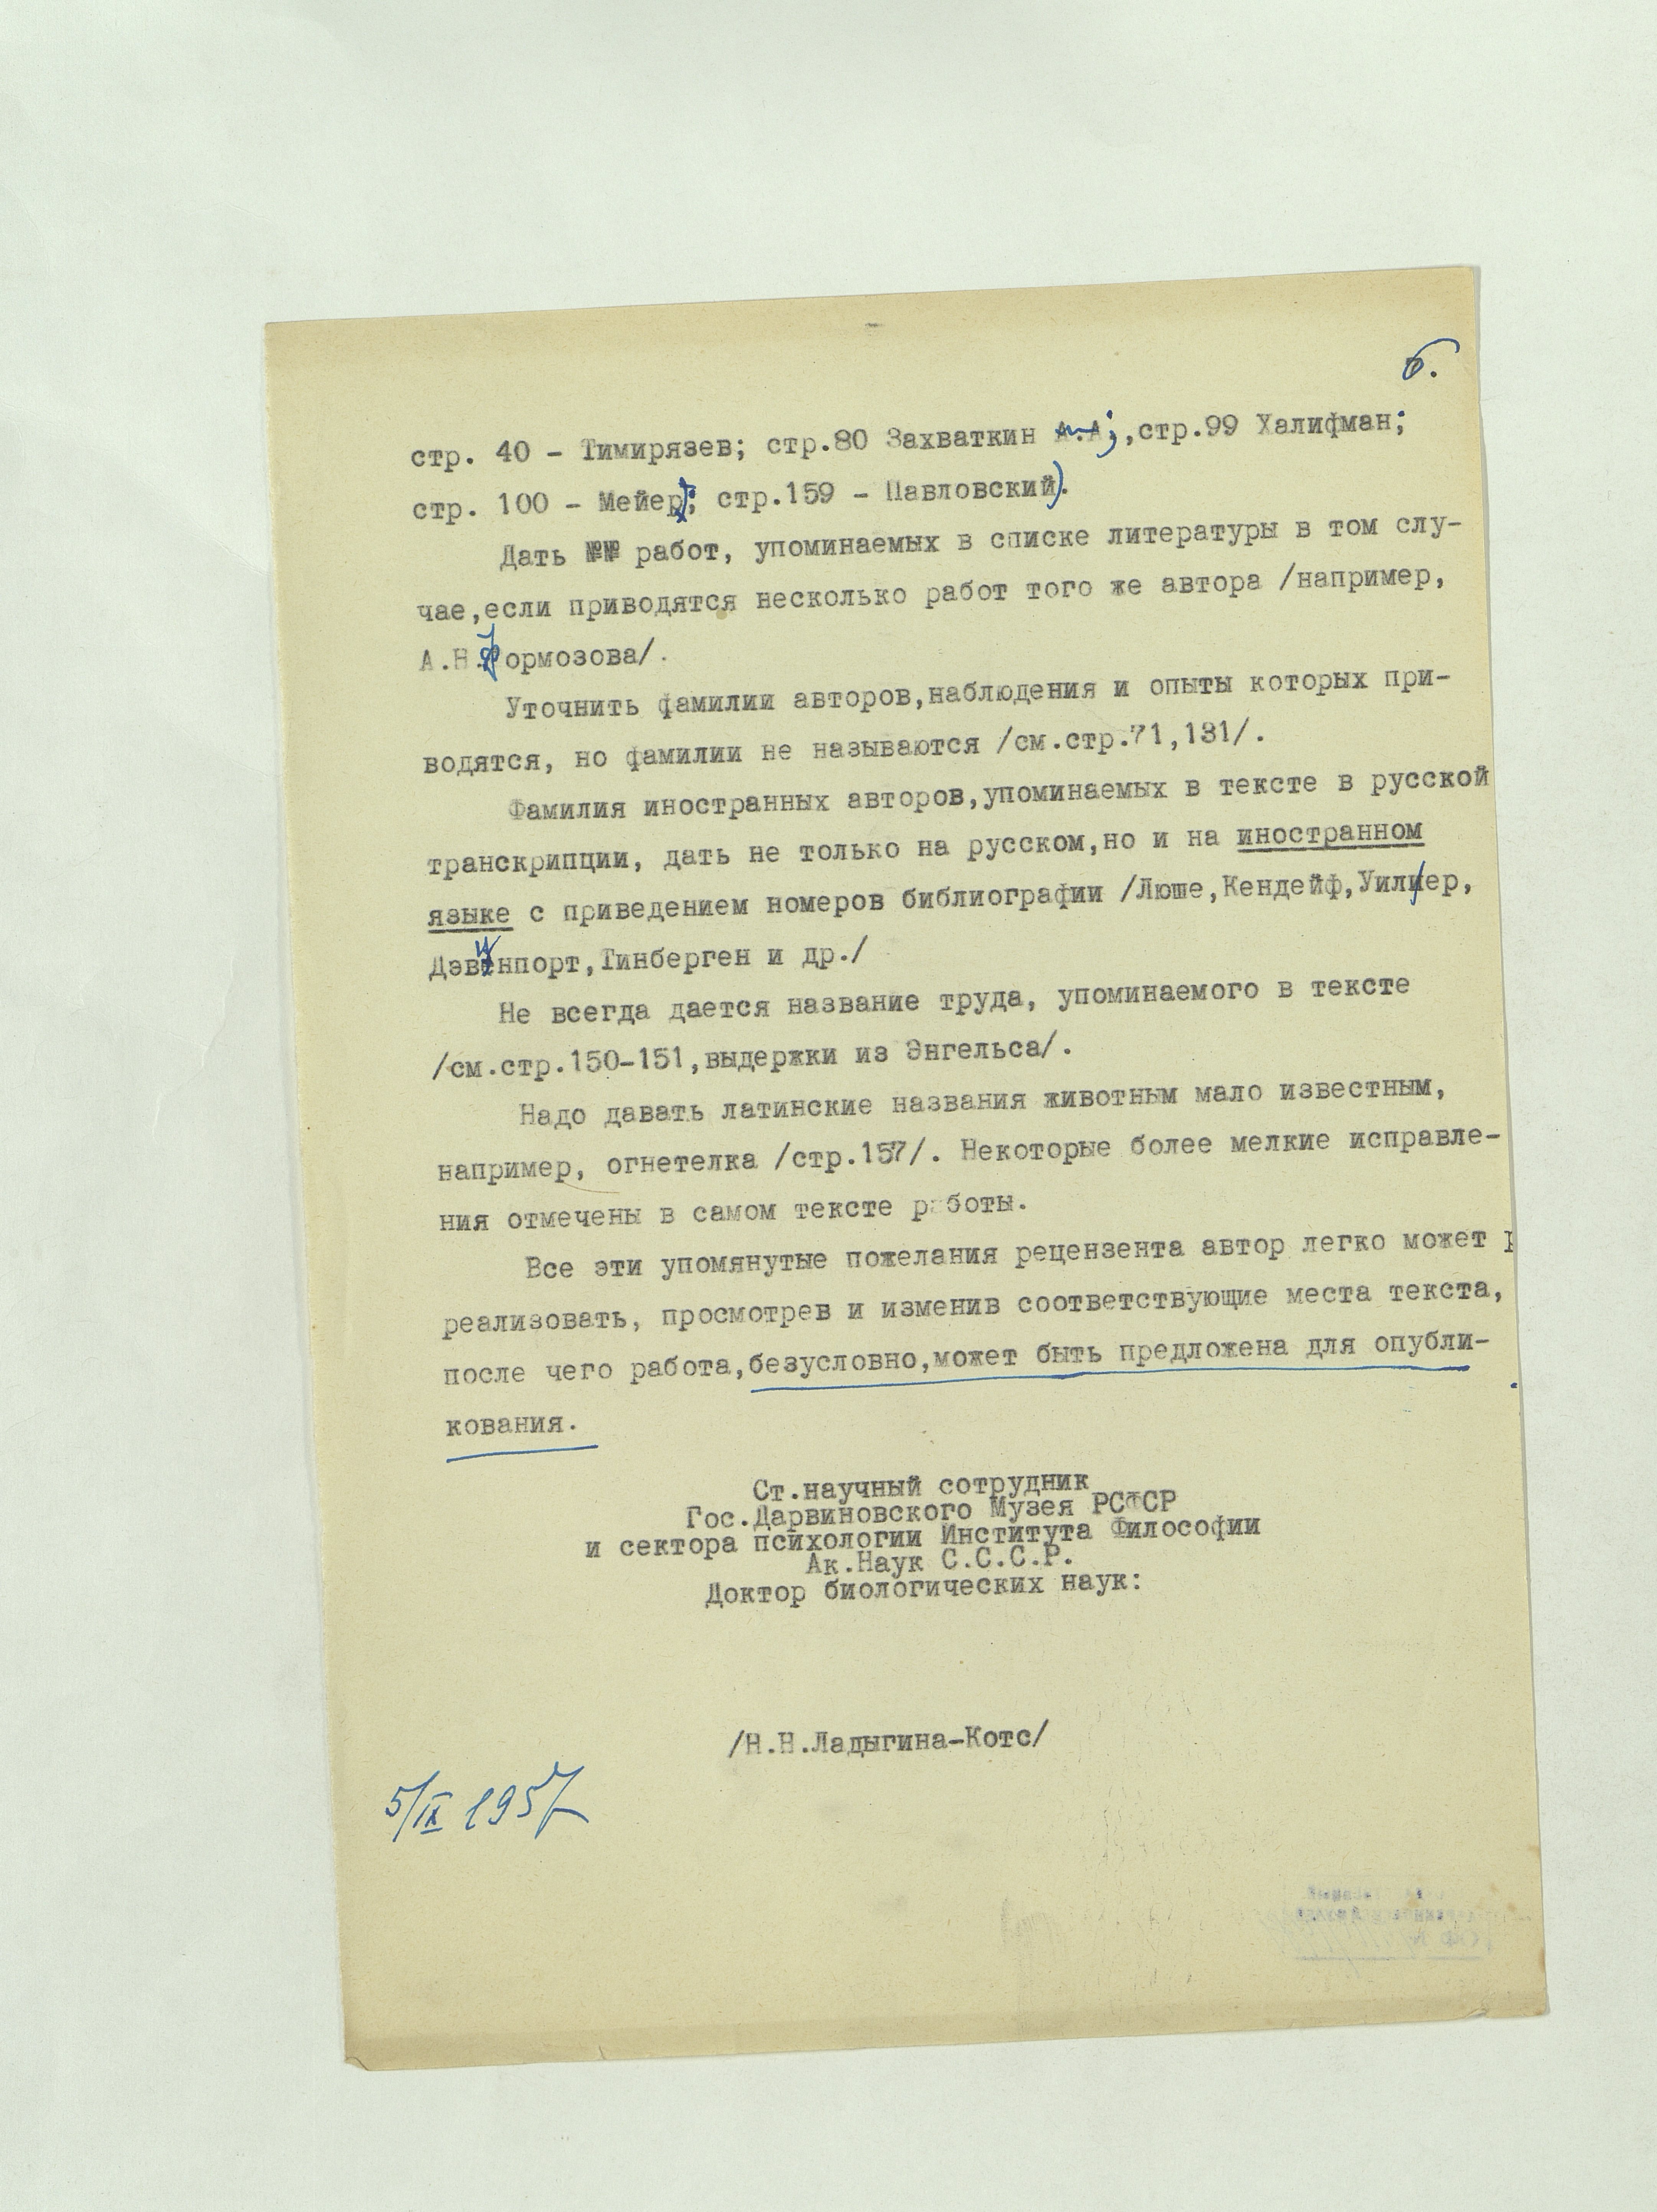 6.
стр. 40 - Тимирязев; стр.80 Захваткин А.А;,стр.99 Халифман;
стр. 100 - Мейер; стр.159 - Павловский).
Дать №№ работ, упоминаемых в списке литературы в том слу-
чае,если приводятся несколько работ того же автора /например,
А.Н.Формозова/.
Уточнить фамилии авторов,наблюдения и опыты которых при-
водятся, но фамилии не называются /см.стр.71,131/.
Фамилия иностранных авторов,упоминаемых в тексте в русской
транскрипции, дать не только на русском,но и на иностранном
языке с приведением номеров библиографии /Люше,Кендейф,Уилер,
Дэвинпорт,Тинберген и др./
Не всегда дается название труда, упоминаемого в тексте
/см.стр.150-151,выдержки из Энгельса/.
Надо давать латинские названия животным мало известным,
например, огнетелка /стр.157/. Некоторые более мелкие исправле-
ния отмечены в самом тексте работы.
Все эти упомянутые пожелания рецензента автор легко может р
реализовать, просмотрев и изменив соответствующие места текста,
после чего работа,безусловно,может быть предложена для опубли-
кования.
Ст.научный сотрудник
Гос.Дарвиновского Музея РСФСР
и сектора психологии Института Философии
Ак.Наук С.С.С.Р.
Доктор биологических наук:
/Н.Н.Ладыгина-Котс/
5/IX 1957